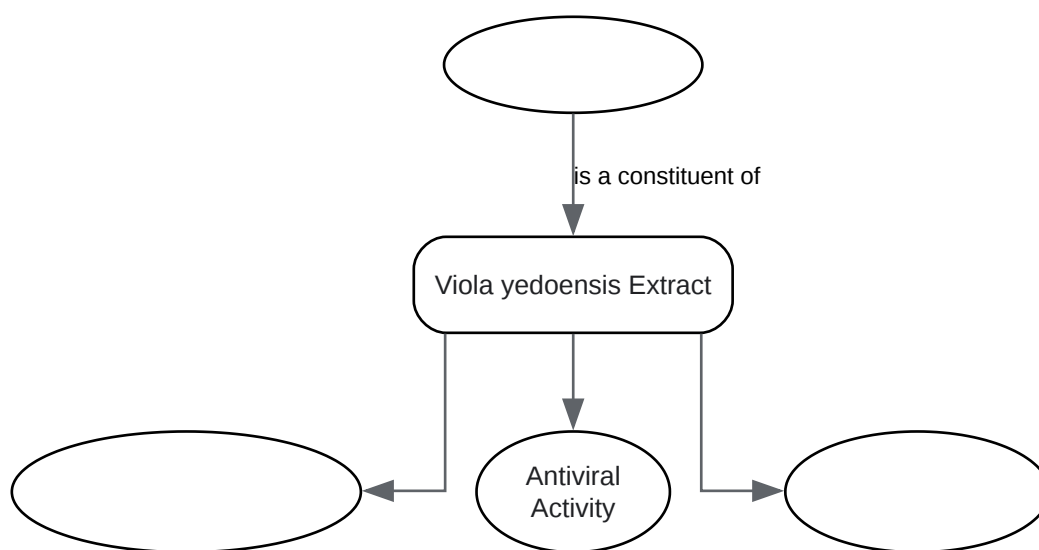 is a constituent of
Viola yedoensis Extract
Antiviral
Activity